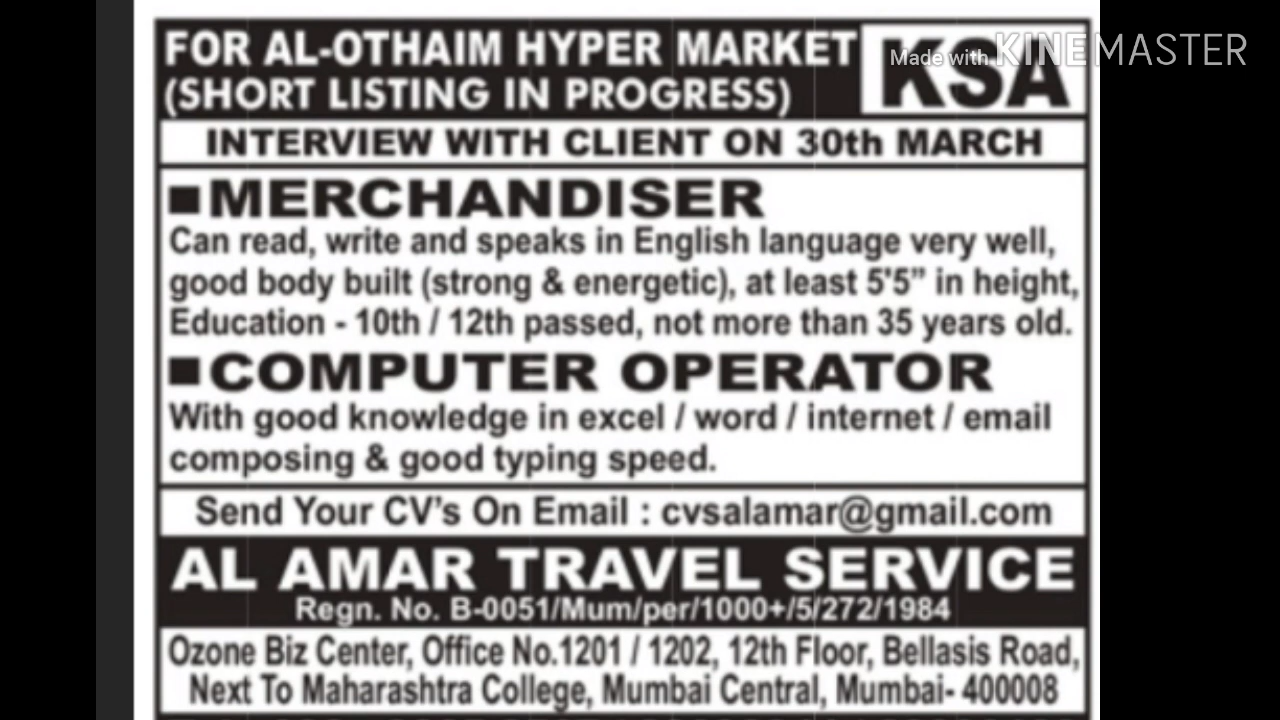 FOR AL-OTHAIM HYPER MARKET
(SHORT LISTING IN PROGRESS)
KSA
Made with KINEMASTER
INTERVIEW WITH CLIENT ON 30th MARCH
■MERCHANDISER
Can read, write and speaks in English language very well,
good body built (strong & energetic), at least 5'5” in height,
Education - 10th / 12th passed, not more than 35 years old.
■COMPUTER OPERATOR
With good knowledge in excel / word / internet / email
composing & good typing speed.
Send Your CV’s On Email : cvsalamar@gmail.com
AL AMAR TRAVEL SERVICE
Regn. No. B-0051/Mum/per/1000+/5/272/1984
Ozone Biz Center, Office No.1201 / 1202, 12th Floor, Bellasis Road,
Next To Maharashtra College, Mumbai Central, Mumbai- 400008